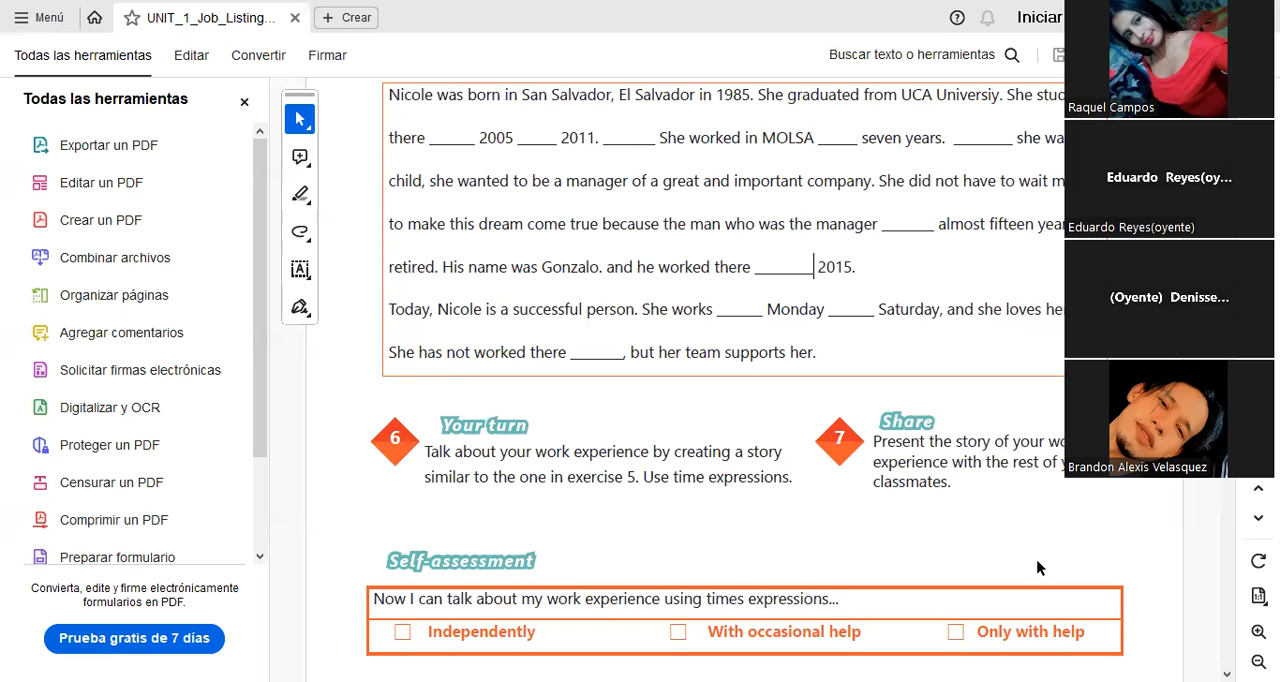 Menú
UNIT_1_Job_Listing...
Crear
Iniciar
Todas las herramientas
Editar
Convertir
Firmar
Buscar texto o herramientas
Todas las herramientas
Exportar un PDF
Editar un PDF
Crear un PDF
Combinar archivos
Organizar páginas
Agregar comentarios
Solicitar firmas electrónicas
Digitalizar y OCR
Proteger un PDF
Censurar un PDF
Comprimir un PDF
Preparar formulario
Convierta, edite y firme electrónicamente
formularios en PDF.
Prueba gratis de 7 días
Nicole was born in San Salvador, El Salvador in 1985. She graduated from UCA Universiy. She stud
there ______ 2005 _____ 2011. _______ She worked in MOLSA _____ seven years. ________ she wa
child, she wanted to be a manager of a great and important company. She did not have to wait m
to make this dream come true because the man who was the manager _______ almost fifteen year
retired. His name was Gonzalo. and he worked there ________ 2015.
Today, Nicole is a successful person. She works ______ Monday ______ Saturday, and she loves he
She has not worked there _______, but her team supports her.
6
Your turn
Talk about your work experience by creating a story
similar to the one in exercise 5. Use time expressions.
7
Share
Present the story of your wo
experience with the rest of y
classmates.
Self-assessment
Now I can talk about my work experience using times expressions...
Independently
With occasional help
Only with help
Raquel Campos
Eduardo Reyes(oy...
Eduardo Reyes(oyente)
(Oyente) Denisse...
Brandon Alexis Velasquez